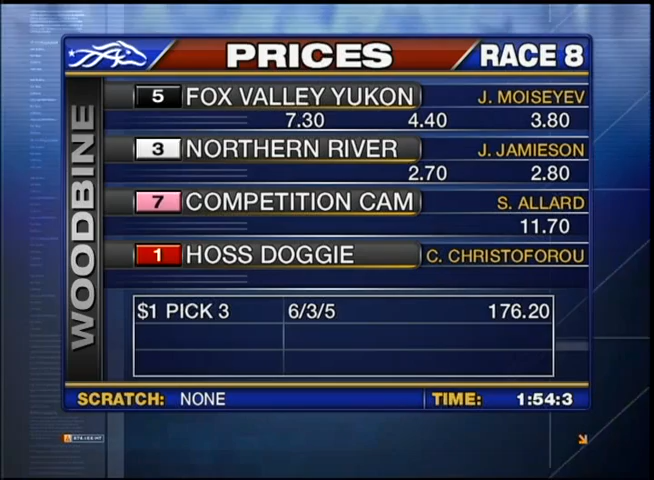 PRICES
RACE 8
WOODBINE
5 FOX VALLEY YUKON J. MOISEYEV
7.30 4.40 3.80
3 NORTHERN RIVER J. JAMIESON
2.70 2.80
7 COMPETITION CAM S. ALLARD
11.70
1 HOSS DOGGIE C. CHRISTOFOROU
$1 PICK 3 6/3/5 176.20
SCRATCH: NONE TIME: 1:54:3